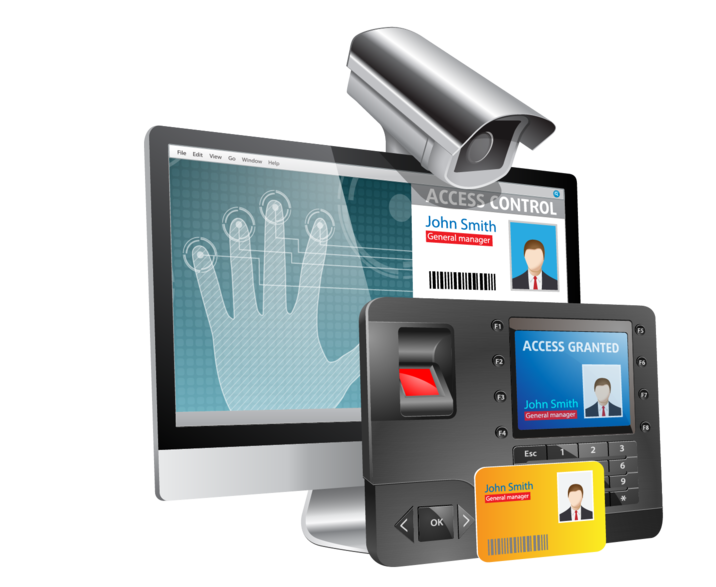 File Edit View Go Window Help
ACCESS CONTROL
John Smith
General manager
F1
F2
F3
F4
ACCESS GRANTED
John Smith
General manager
F5
F6
F7
F8
Esc 1 2 3
6
9
*
< OK >
John Smith
General manager